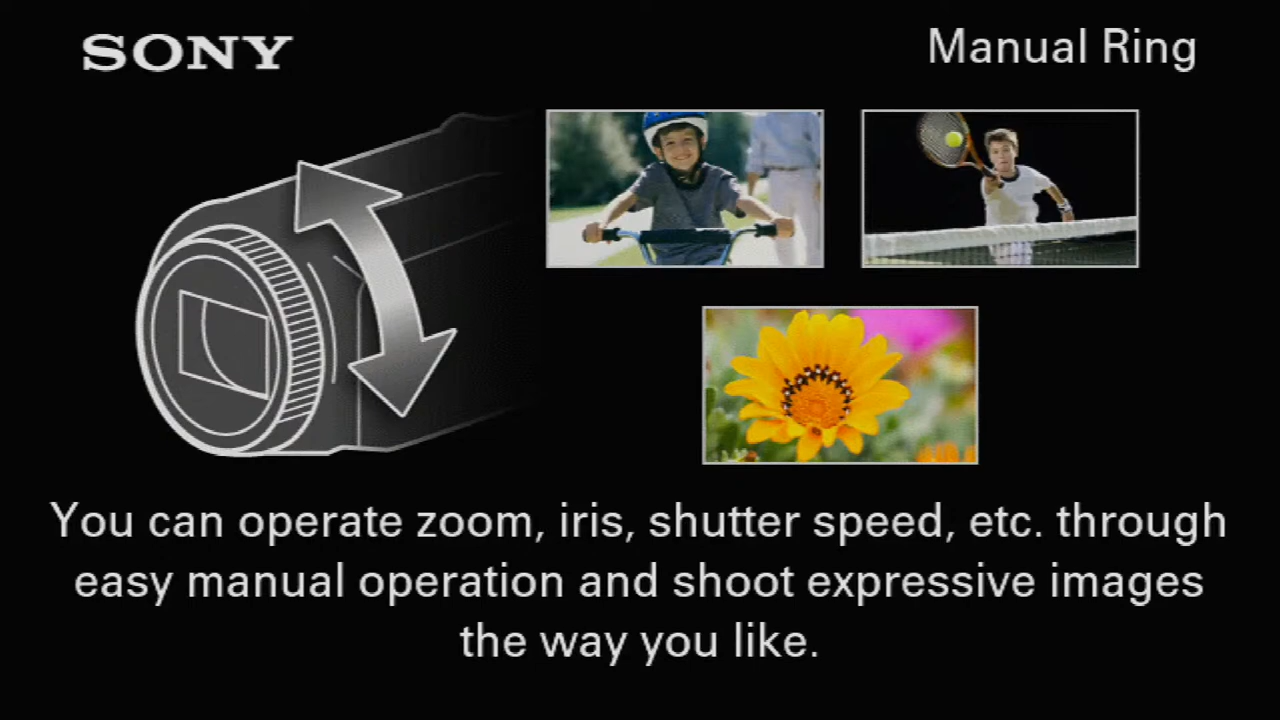 SONY
Manual Ring
You can operate zoom, iris, shutter speed, etc. through
easy manual operation and shoot expressive images
the way you like.